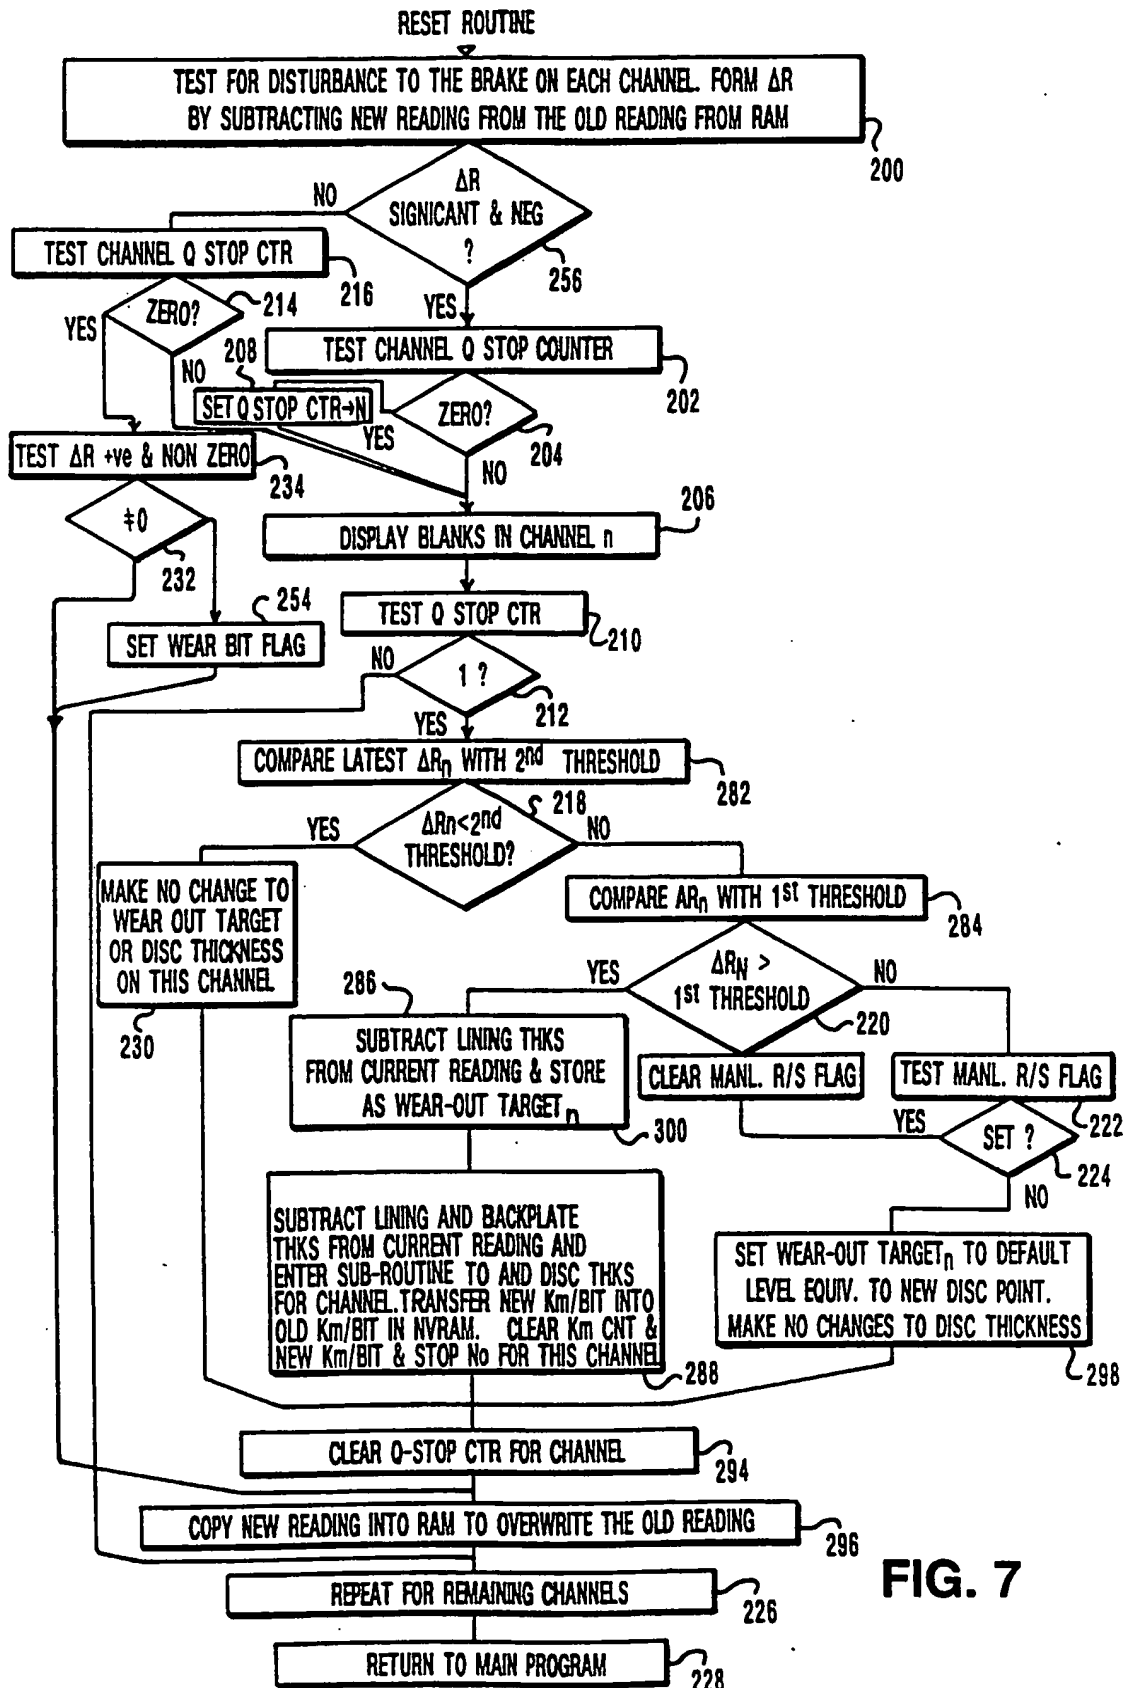 RESET ROUTINE
TEST FOR DISTURBANCE TO THE BRAKE ON EACH CHANNEL. FORM ΔR
BY SUBTRACTING NEW READING FROM THE OLD READING FROM RAM
200
ΔR
SIGNICANT & NEG
?
256
NO
YES
TEST CHANNEL Q STOP CTR
216
ZERO?
214
YES
NO
TEST CHANNEL Q STOP COUNTER
202
208
SET Q STOP CTR→N
ZERO?
204
YES
NO
TEST ΔR +ve & NON ZERO
234
≠0
232
DISPLAY BLANKS IN CHANNEL n
206
254
SET WEAR BIT FLAG
TEST Q STOP CTR
210
1 ?
212
NO
YES
COMPARE LATEST ΔRn WITH 2nd THRESHOLD
282
218
ΔRn<2nd
THRESHOLD?
YES
NO
MAKE NO CHANGE TO
WEAR OUT TARGET
OR DISC THICKNESS
ON THIS CHANNEL
230
COMPARE ARn WITH 1st THRESHOLD
284
ΔRN >
1st THRESHOLD
220
YES
NO
286
SUBTRACT LINING THKS
FROM CURRENT READING & STORE
AS WEAR-OUT TARGET n
300
CLEAR MANL. R/S FLAG
TEST MANL. R/S FLAG
222
SET ?
224
YES
NO
SUBTRACT LINING AND BACKPLATE
THKS FROM CURRENT READING AND
ENTER SUB-ROUTINE TO AND DISC THKS
FOR CHANNEL.TRANSFER NEW Km/BIT INTO
OLD Km/BIT IN NVRAM. CLEAR Km CNT &
NEW Km/BIT & STOP No FOR THIS CHANNEL
288
SET WEAR-OUT TARGETn TO DEFAULT
LEVEL EQUIV. TO NEW DISC POINT.
MAKE NO CHANGES TO DISC THICKNESS
298
CLEAR Q-STOP CTR FOR CHANNEL
294
COPY NEW READING INTO RAM TO OVERWRITE THE OLD READING
296
REPEAT FOR REMAINING CHANNELS
226
RETURN TO MAIN PROGRAM
228
FIG. 7